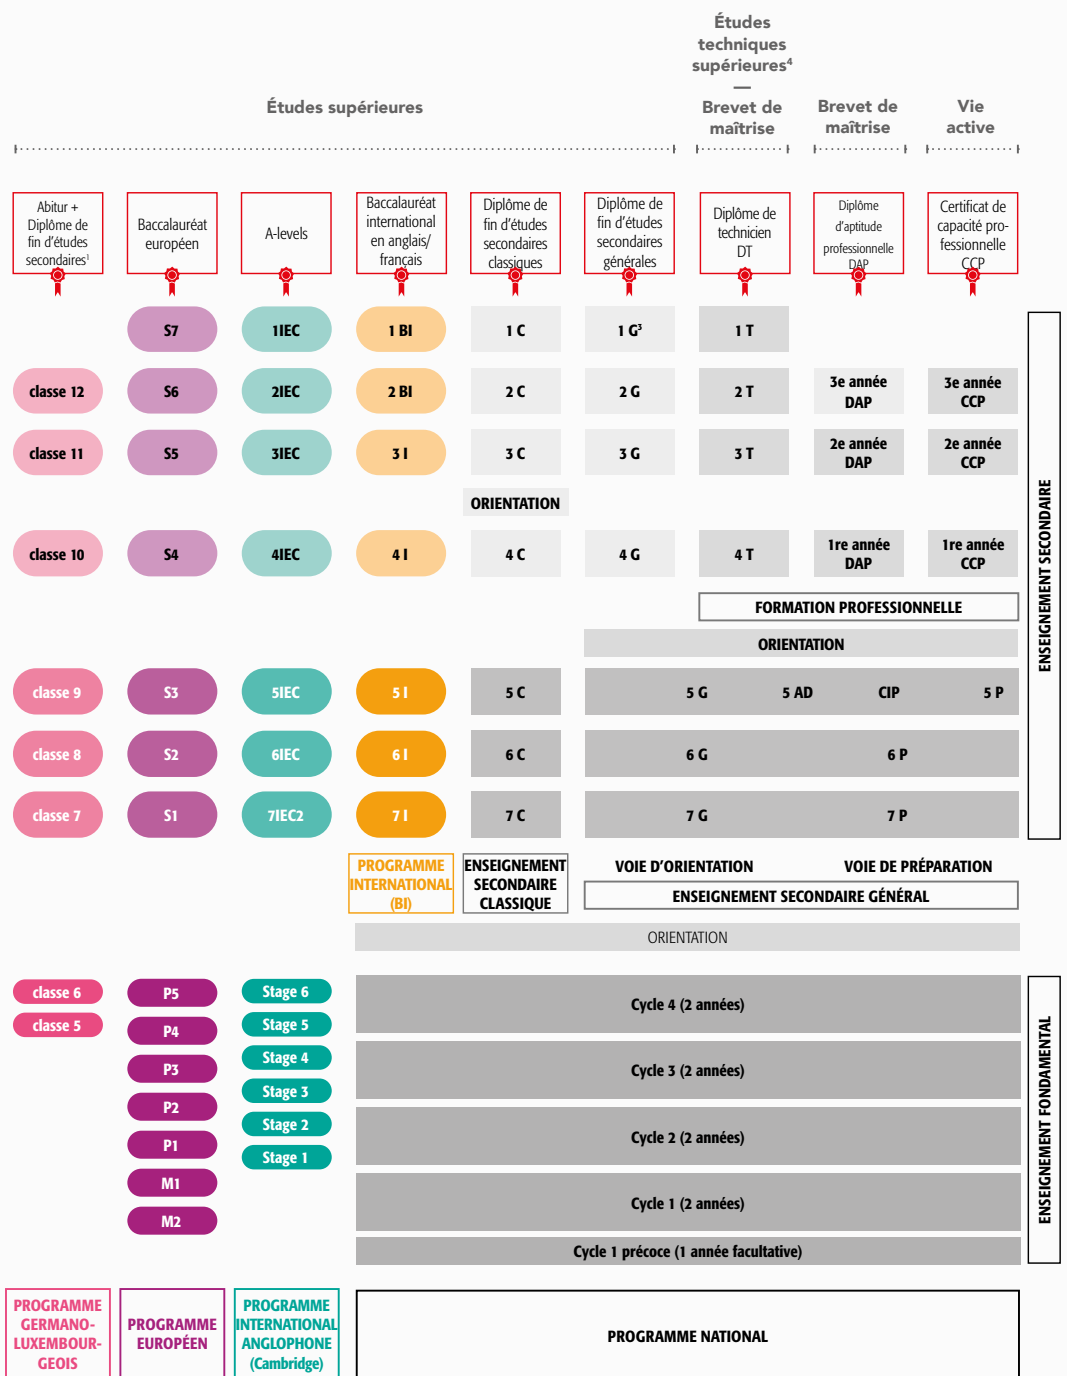 Études
techniques
supérieures⁴
—
Brevet de
maîtrise
Études supérieures
Brevet de
maîtrise
Vie
active
Abitur +
Diplôme de
fin d'études
secondaires¹
Baccalauréat
européen
A-levels
Baccalauréat
international
en anglais/
français
Diplôme de
fin d'études
secondaires
classiques
Diplôme de
fin d'études
secondaires
générales
Diplôme de
technicien
DT
Diplôme
d'aptitude
professionnelle
DAP
Certificat de
capacité pro-
fessionnelle
CCP
S7
1IEC
1 BI
1 C
1 G³
1 T
classe 12
S6
2IEC
2 BI
2 C
2 G
2 T
3e année
DAP
3e année
CCP
classe 11
S5
3IEC
3 I
3 C
3 G
3 T
2e année
DAP
2e année
CCP
ORIENTATION
classe 10
S4
4IEC
4 I
4 C
4 G
4 T
1re année
DAP
1re année
CCP
FORMATION PROFESSIONNELLE
ORIENTATION
classe 9
S3
5IEC
5 I
5 C
5 G
5 AD
CIP
5 P
classe 8
S2
6IEC
6 I
6 C
6 G
6 P
classe 7
S1
7IEC2
7 I
7 C
7 G
7 P
ENSEIGNEMENT SECONDAIRE
PROGRAMME
INTERNATIONAL
(BI)
ENSEIGNEMENT
SECONDAIRE
CLASSIQUE
VOIE D'ORIENTATION
VOIE DE PRÉPARATION
ENSEIGNEMENT SECONDAIRE GÉNÉRAL
ORIENTATION
classe 6
classe 5
P5
P4
P3
P2
P1
M1
M2
Stage 6
Stage 5
Stage 4
Stage 3
Stage 2
Stage 1
Cycle 4 (2 années)
Cycle 3 (2 années)
Cycle 2 (2 années)
Cycle 1 (2 années)
Cycle 1 précoce (1 année facultative)
ENSEIGNEMENT FONDAMENTAL
PROGRAMME
GERMANO-
LUXEMBOUR-
GEOIS
PROGRAMME
EUROPÉEN
PROGRAMME
INTERNATIONAL
ANGLOPHONE
(Cambridge)
PROGRAMME NATIONAL